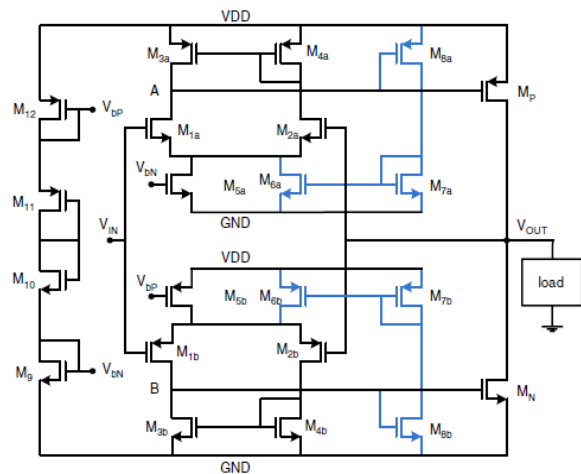 VDD
M3a
M4a
M8a
A
MP
M12
VbP
M1a
M2a
VbN
M5a
M6a
M7a
M11
GND
VIN
VOUT
VDD
M10
load
VbP
M5b
M6b
M7b
M1b
M2b
M9
VbN
B
MN
M3b
M4b
M8b
GND